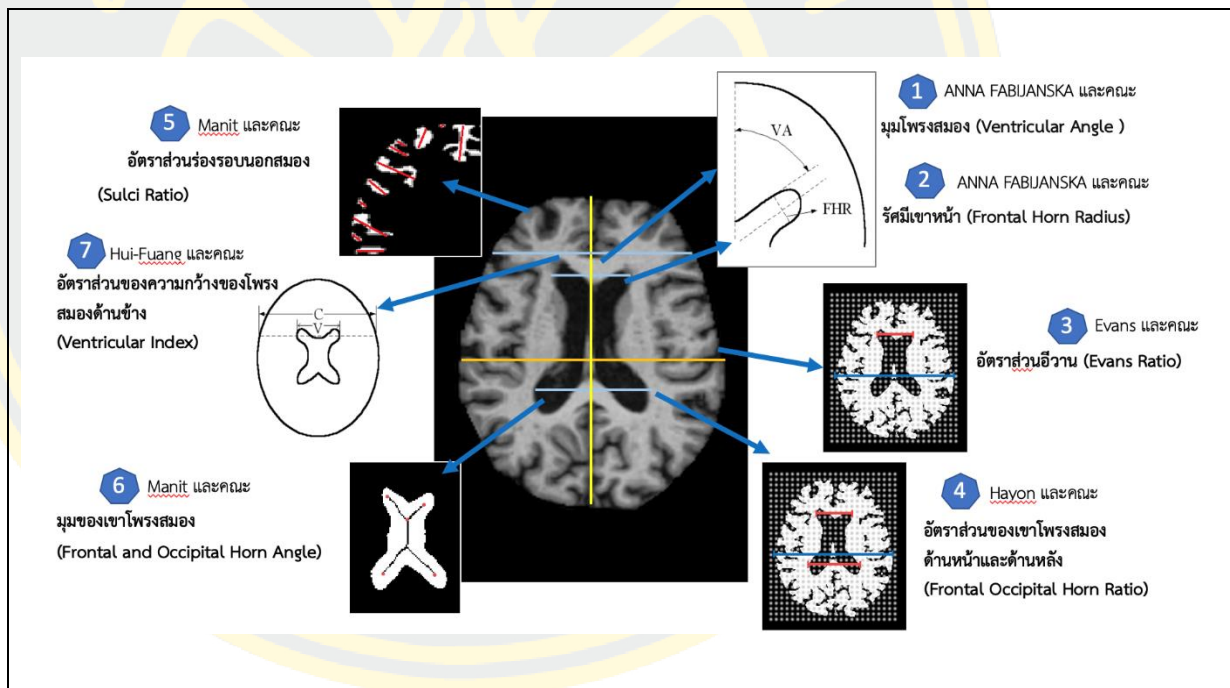 1 ANNA FABIJANSKA และคณะ
มุมโพรงสมอง (Ventricular Angle )
2 ANNA FABIJANSKA และคณะ
รัศมีเขาหน้า (Frontal Horn Radius)
VA
FHR
3 Evans และคณะ
อัตราส่วนอีวาน (Evans Ratio)
4 Hayon และคณะ
อัตราส่วนของเขาโพรงสมอง
ด้านหน้าและด้านหลัง
(Frontal Occipital Horn Ratio)
5 Manit และคณะ
อัตราส่วนร่องรอบนอกสมอง
(Sulci Ratio)
7 Hui-Fuang และคณะ
อัตราส่วนของความกว้างของโพรง
สมองด้านข้าง
(Ventricular Index)
C
V
6 Manit และคณะ
มุมของเขาโพรงสมอง
(Frontal and Occipital Horn Angle)